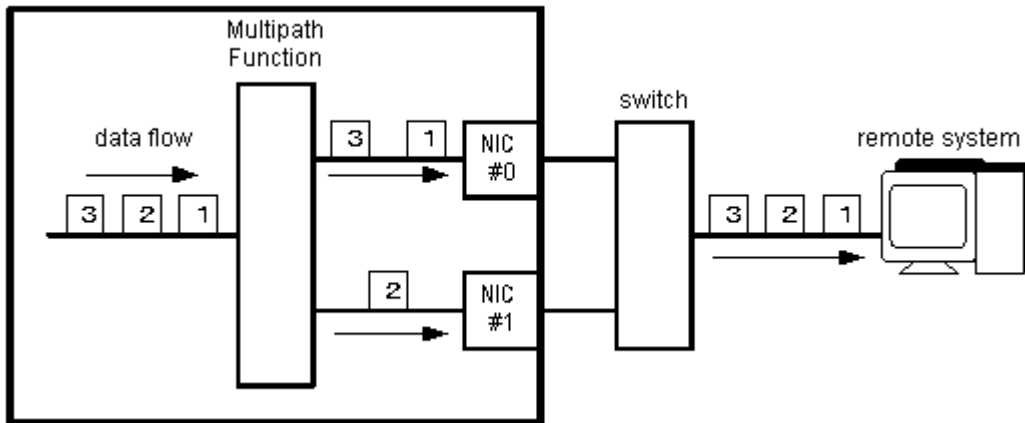 Multipath
Function
switch
data flow
remote system
3 1
NIC
#0
3 2 1
3 2 1
2
NIC
#1